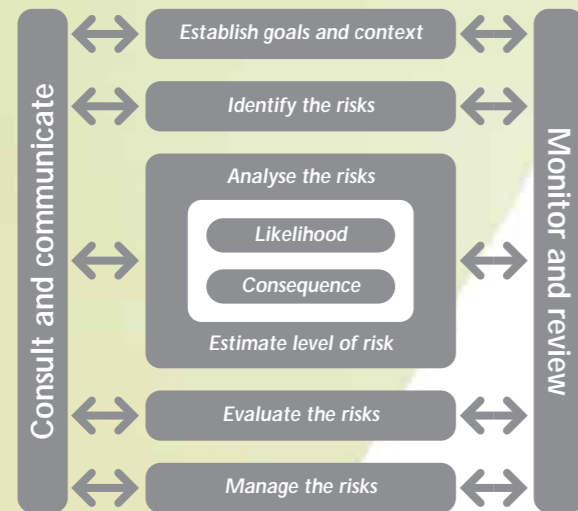 Consult and communicate
Establish goals and context
Identify the risks
Analyse the risks
Likelihood
Consequence
Estimate level of risk
Evaluate the risks
Manage the risks
Monitor and review